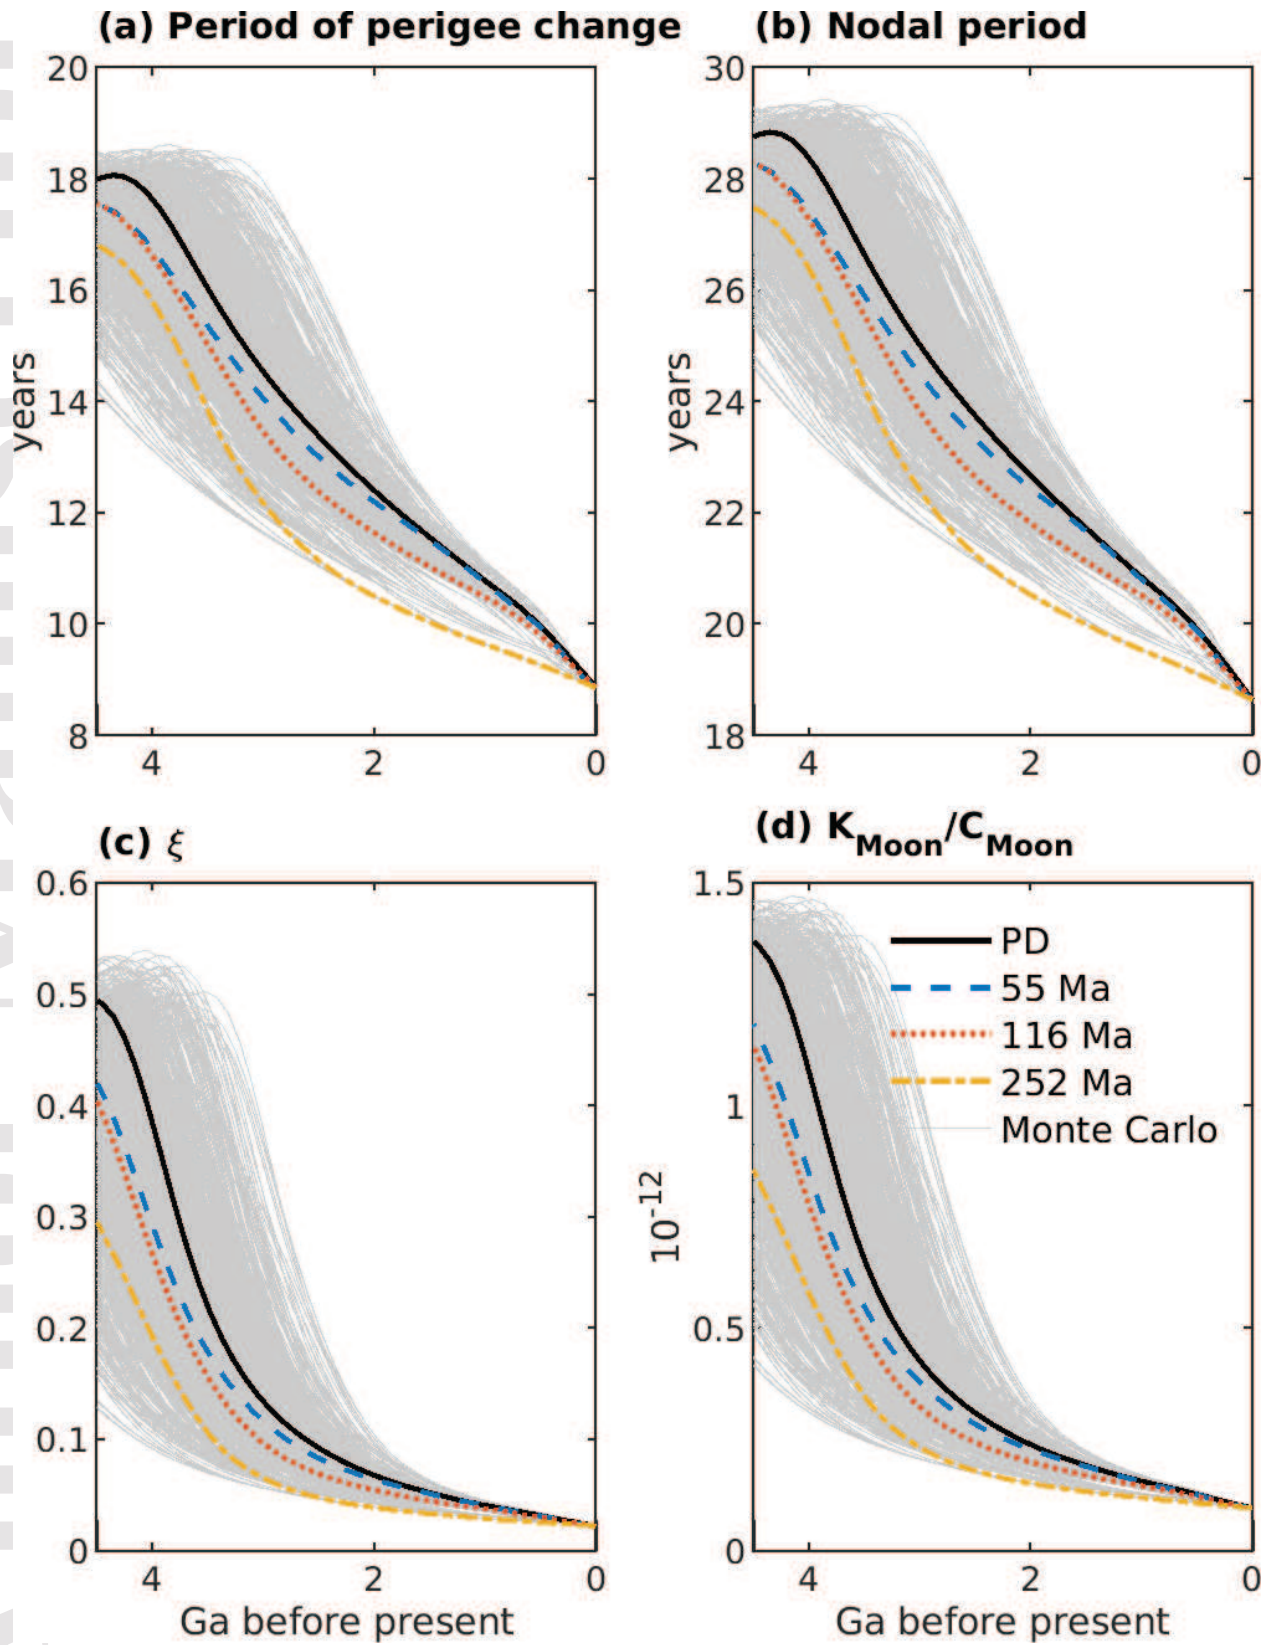 (a) Period of perigee change
(b) Nodal period
20
18
16
14
12
10
8
years
4
2
0
30
28
26
24
22
20
18
years
4
2
0
(c) ξ
(d) K_Moon/C_Moon
0.6
0.5
0.4
0.3
0.2
0.1
0
4
2
0
Ga before present
1.5
1
0.5
0
10^-12
PD
55 Ma
116 Ma
252 Ma
Monte Carlo
4
2
0
Ga before present